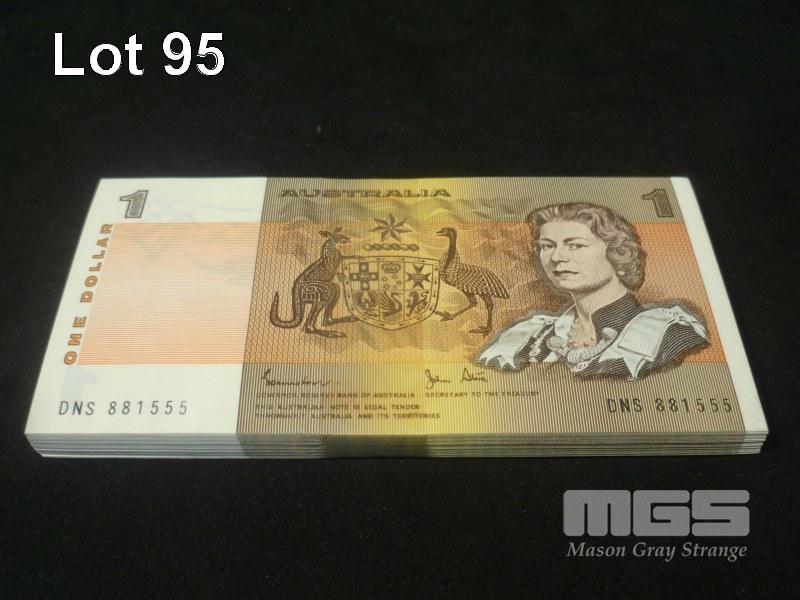 Lot 95
1 AUSTRALIA 1
ONE DOLLAR
GOVERNOR, RESERVE BANK OF AUSTRALIA. SECRETARY TO THE TREASURY
THIS AUSTRALIAN NOTE IS LEGAL TENDER
THROUGHOUT AUSTRALIA AND ITS TERRITORIES
DNS 881555 DNS 881555
MGS
Mason Gray Strange